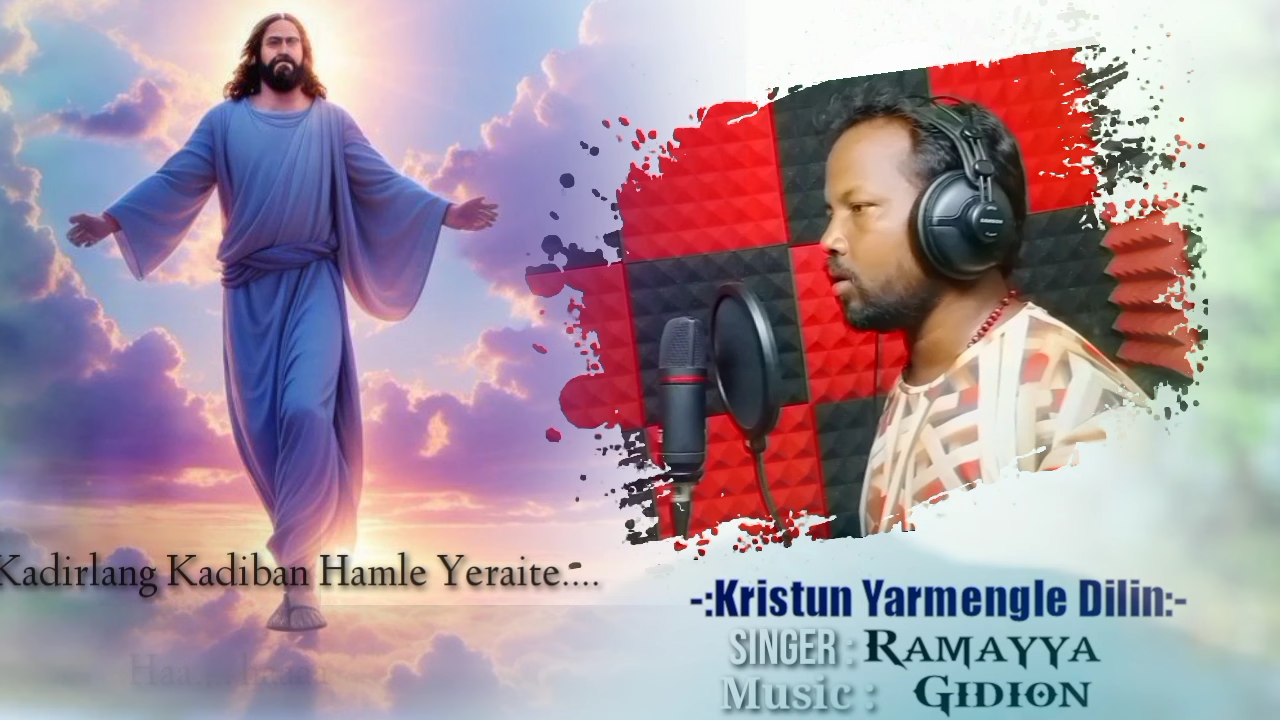 Kadirlang Kadiban Hamle Yeraite....
-:Kristun Yarmengle Dilin:-
SINGER : RAMAYYA
Music : GIDION